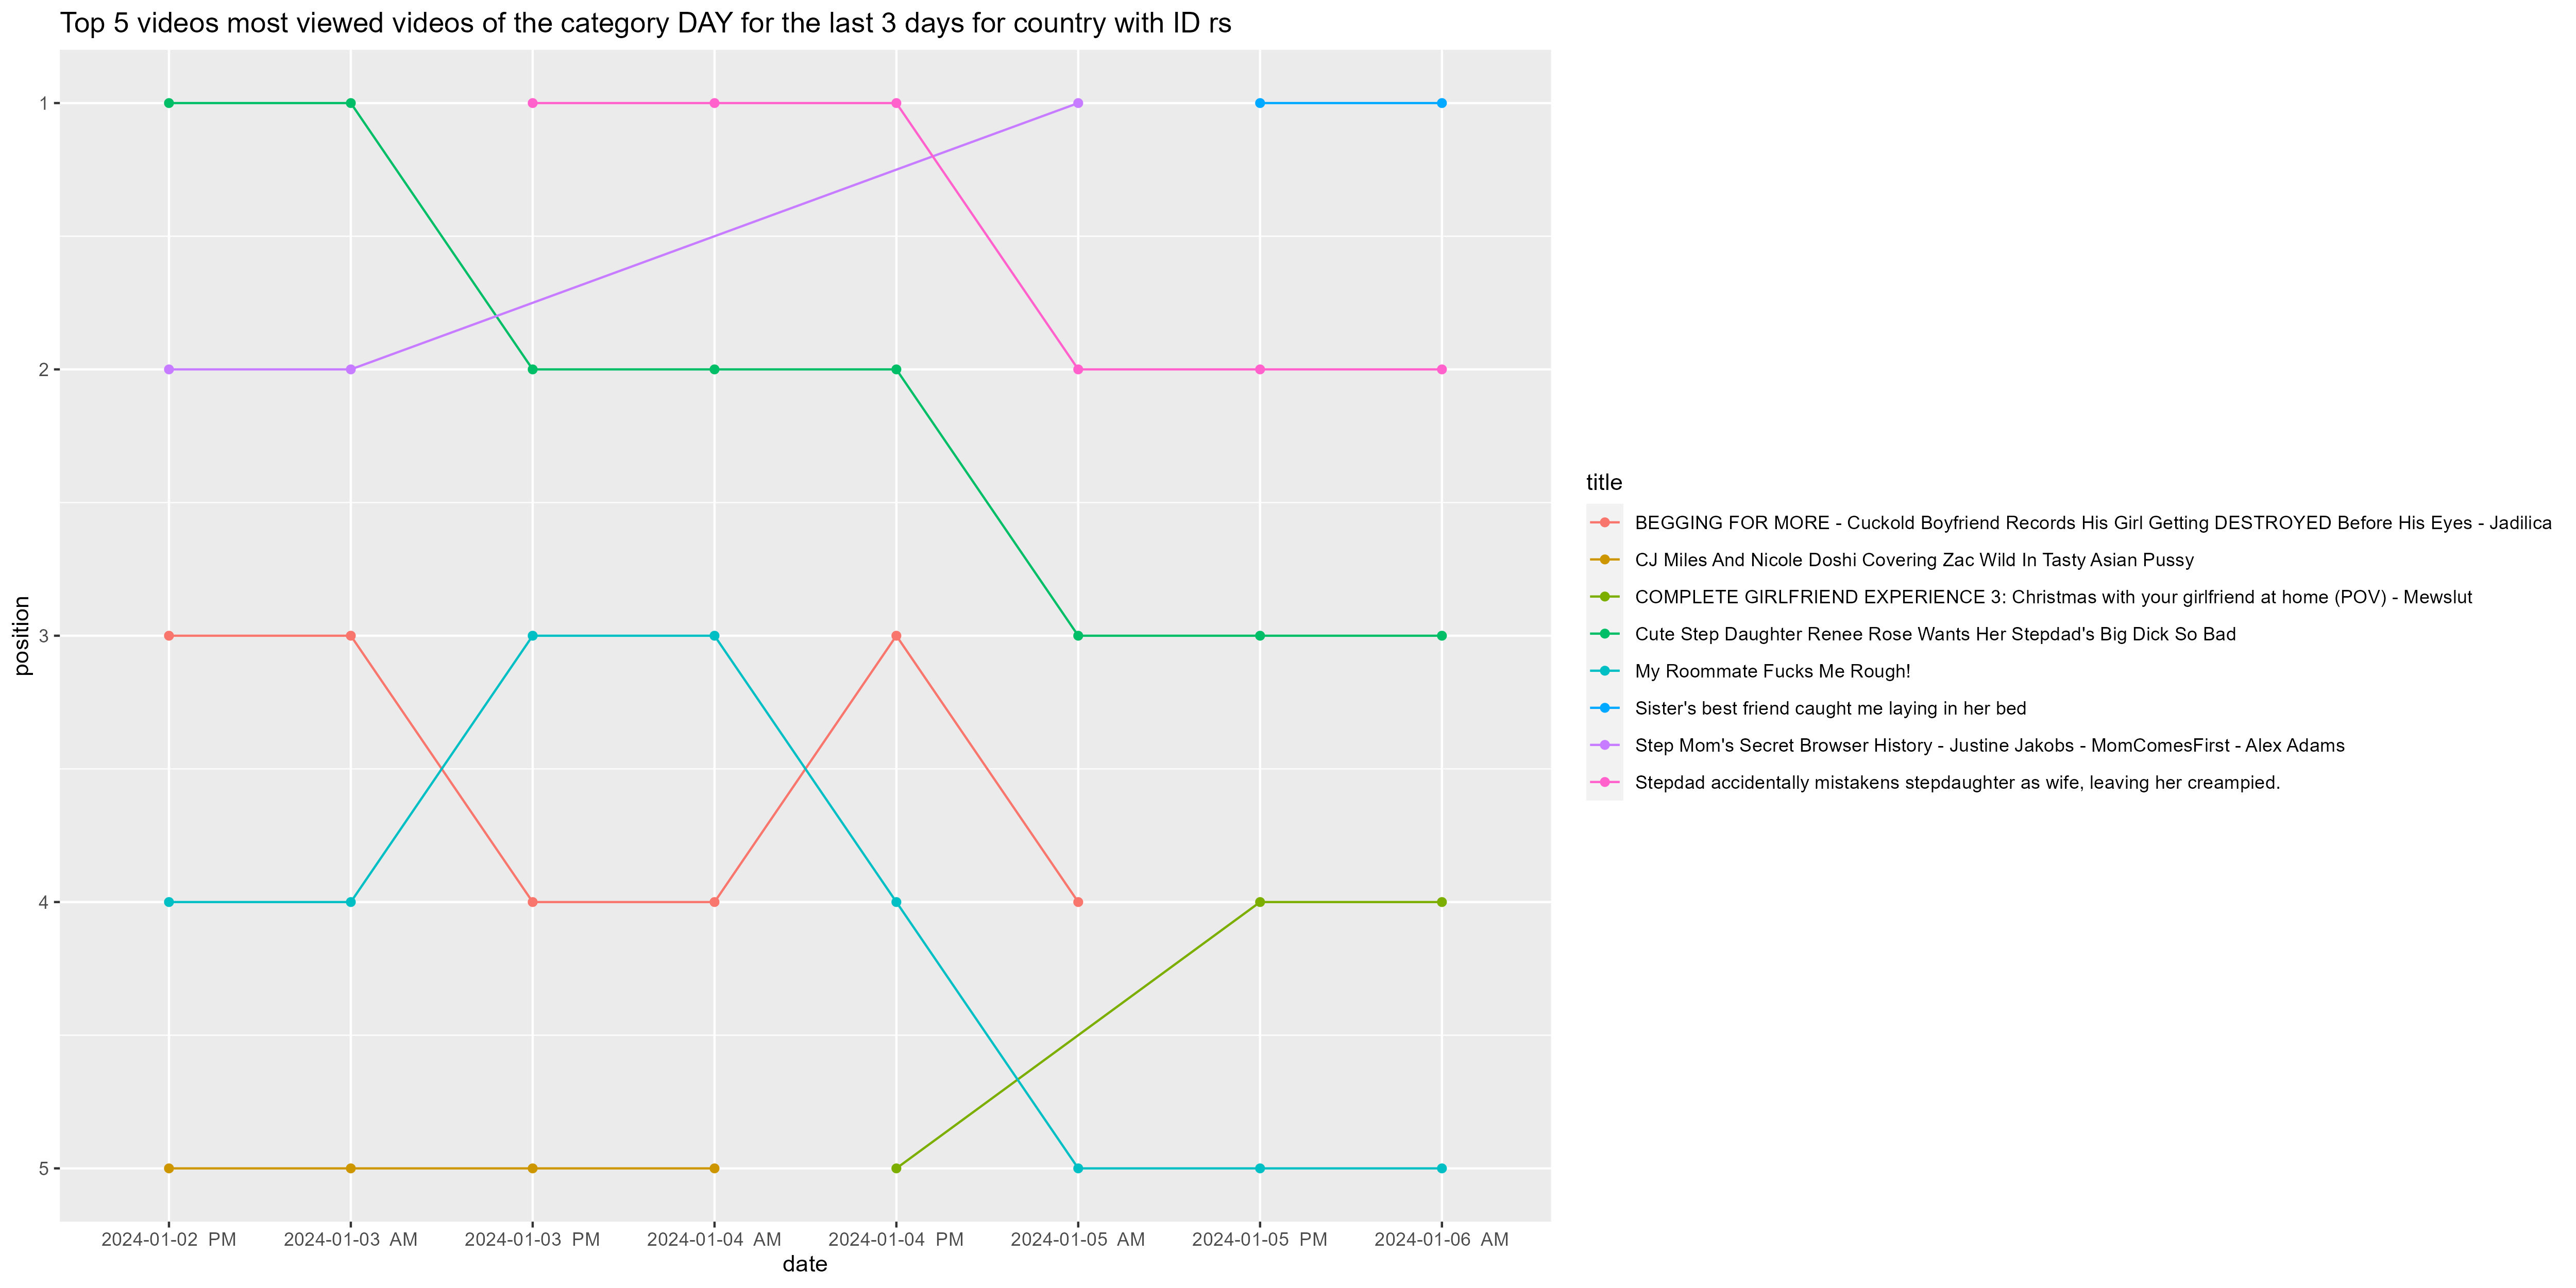 Top 5 videos most viewed videos of the category DAY for the last 3 days for country with ID rs
position
1
2
3
4
5
2024-01-02 PM
2024-01-03 AM
2024-01-03 PM
2024-01-04 AM
2024-01-04 PM
2024-01-05 AM
2024-01-05 PM
2024-01-06 AM
date
title
BEGGING FOR MORE - Cuckold Boyfriend Records His Girl Getting DESTROYED Before His Eyes - Jadilica
CJ Miles And Nicole Doshi Covering Zac Wild In Tasty Asian Pussy
COMPLETE GIRLFRIEND EXPERIENCE 3: Christmas with your girlfriend at home (POV) - Mewslut
Cute Step Daughter Renee Rose Wants Her Stepdad's Big Dick So Bad
My Roommate Fucks Me Rough!
Sister's best friend caught me laying in her bed
Step Mom's Secret Browser History - Justine Jakobs - MomComesFirst - Alex Adams
Stepdad accidentally mistakens stepdaughter as wife, leaving her creampied.